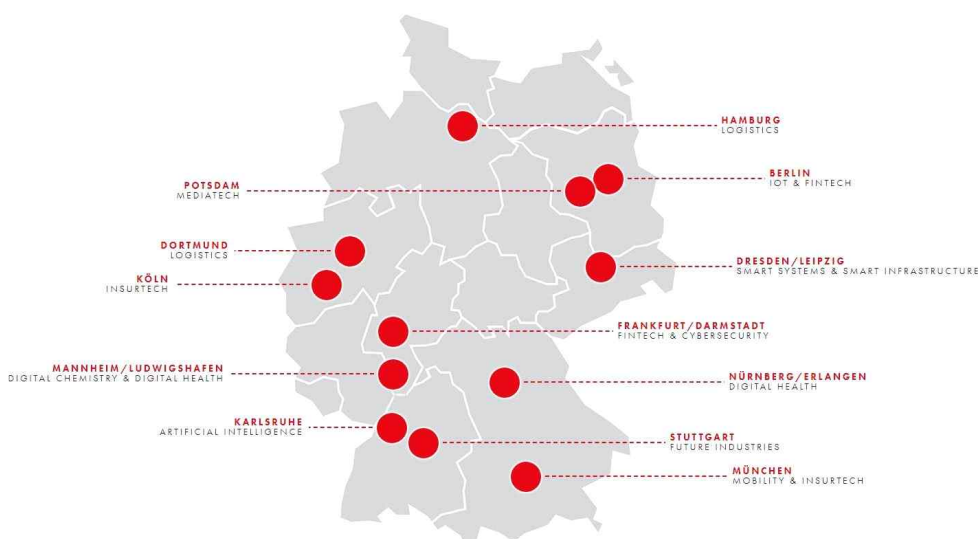 HAMBURG
LOGISTICS
BERLIN
IOT & FINTECH
POTSDAM
MEDIATECH
DORTMUND
LOGISTICS
DRESDEN/LEIPZIG
SMART SYSTEMS & SMART INFRASTRUCTURE
KÖLN
INSURTECH
FRANKFURT/DARMSTADT
FINTECH & CYBERSECURITY
MANNHEIM/LUDWIGSHAFEN
DIGITAL CHEMISTRY & DIGITAL HEALTH
NÜRNBERG/ERLANGEN
DIGITAL HEALTH
KARLSRUHE
ARTIFICIAL INTELLIGENCE
STUTTGART
FUTURE INDUSTRIES
MÜNCHEN
MOBILITY & INSURTECH